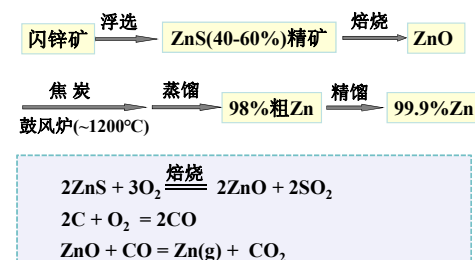 闪锌矿 浮选 ZnS(40-60%)精矿 焙烧 ZnO
焦 炭 蒸馏 98%粗Zn 精馏 99.9%Zn
鼓风炉(~1200°C)
焙烧
2ZnS + 3O₂ == 2ZnO + 2SO₂
2C + O₂ = 2CO
ZnO + CO = Zn(g) + CO₂